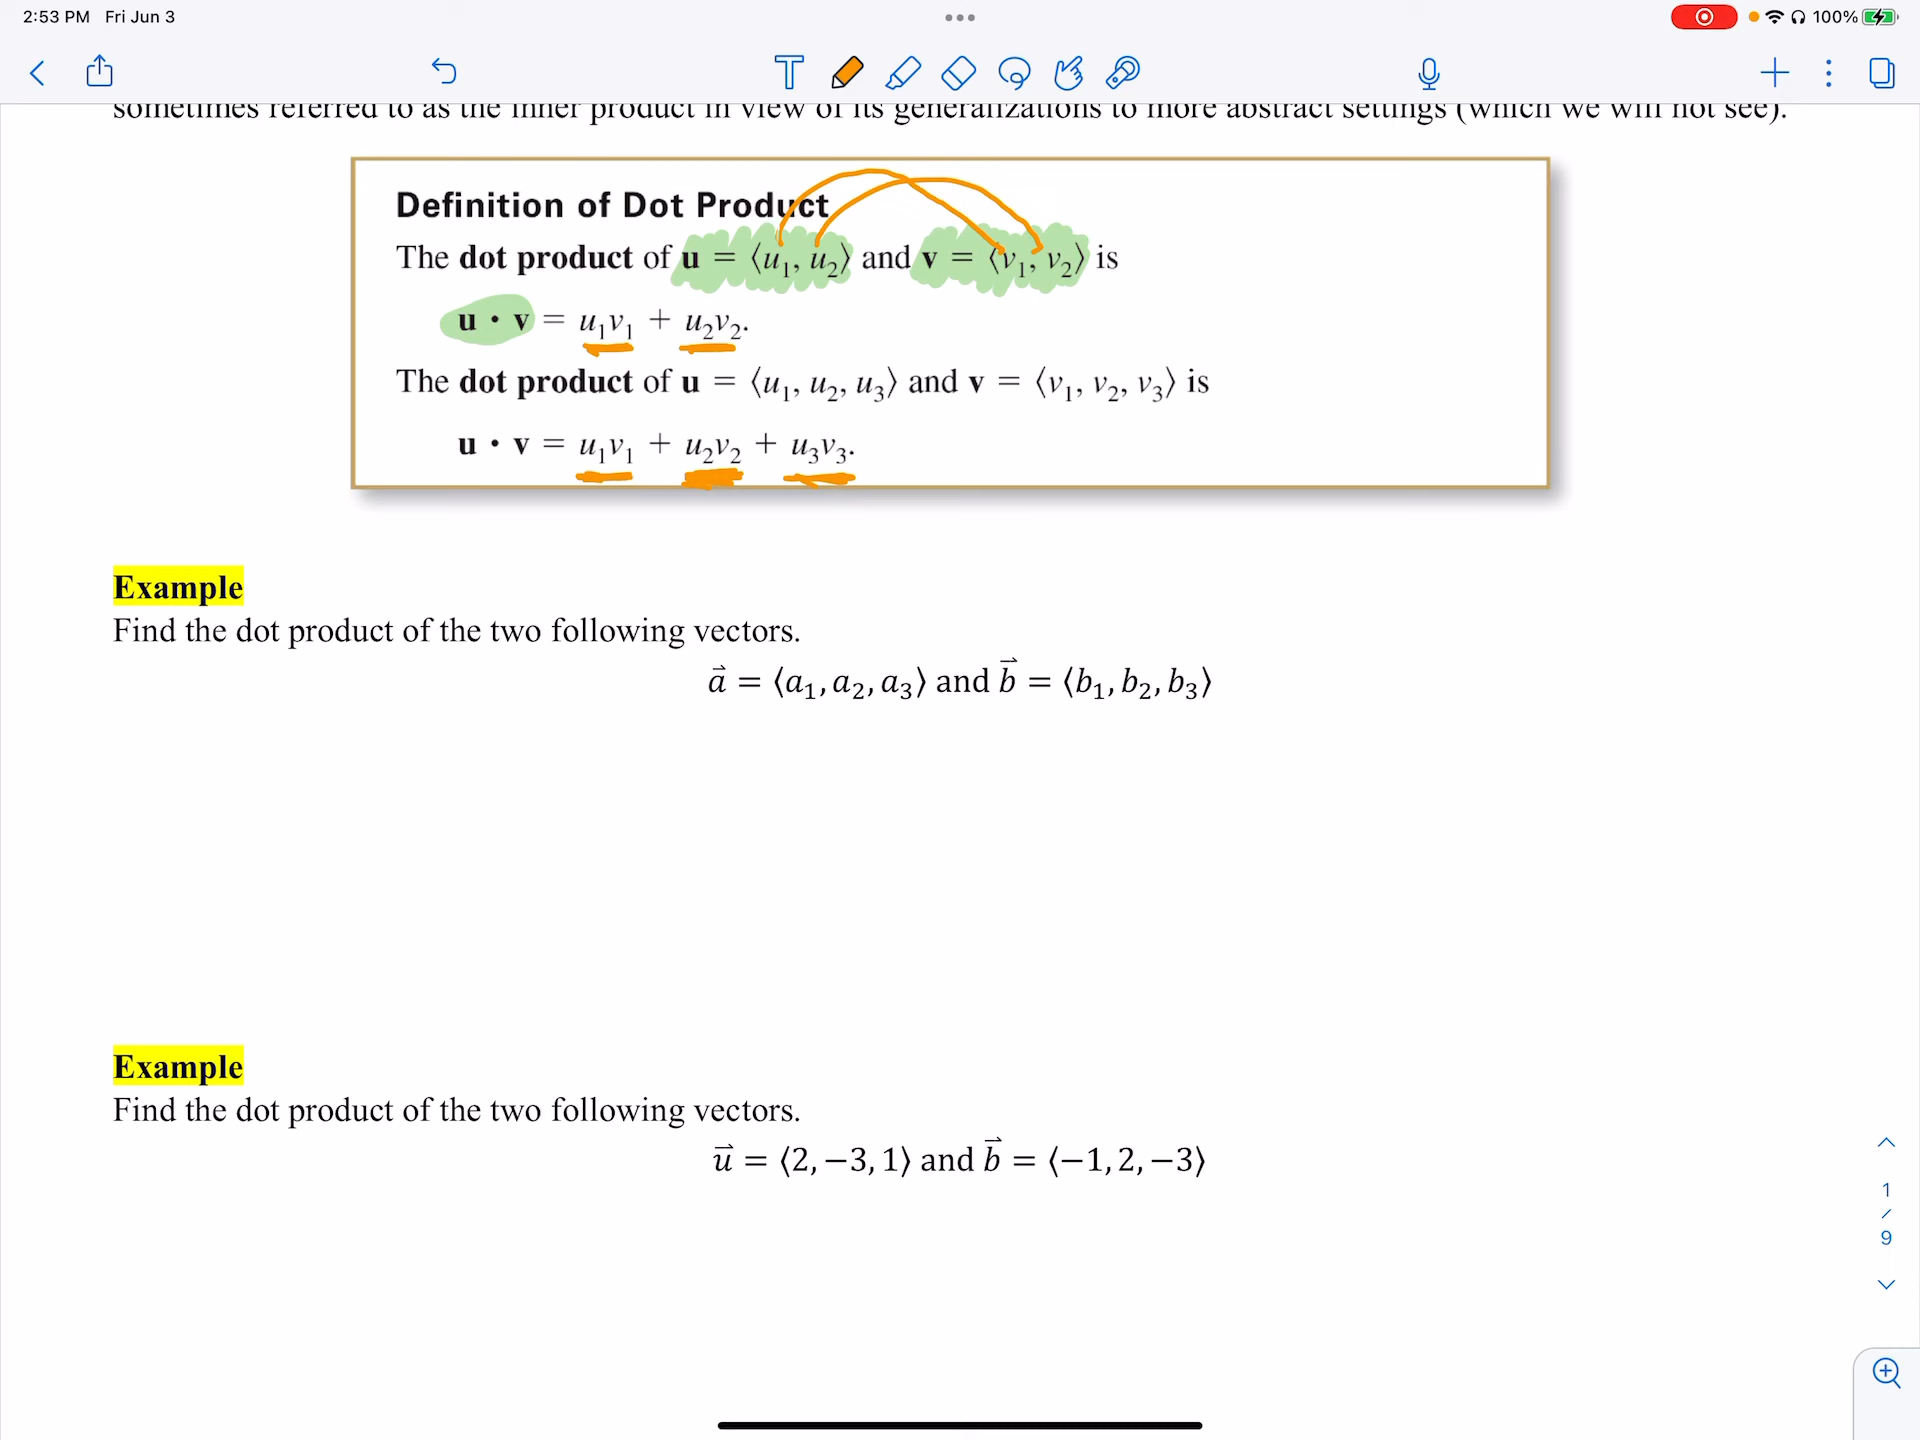 2:53 PM Fri Jun 3
100%
sometimes referred to as the inner product in view of its generalizations to more abstract settings (which we will not see).
Definition of Dot Product
The dot product of u = ⟨u₁, u₂⟩ and v = ⟨v₁, v₂⟩ is
u · v = u₁v₁ + u₂v₂.
The dot product of u = ⟨u₁, u₂, u₃⟩ and v = ⟨v₁, v₂, v₃⟩ is
u · v = u₁v₁ + u₂v₂ + u₃v₃.
Example
Find the dot product of the two following vectors.
a⃗ = ⟨a₁, a₂, a₃⟩ and b⃗ = ⟨b₁, b₂, b₃⟩
Example
Find the dot product of the two following vectors.
u⃗ = ⟨2, −3, 1⟩ and b⃗ = ⟨−1, 2, −3⟩
1
/
9